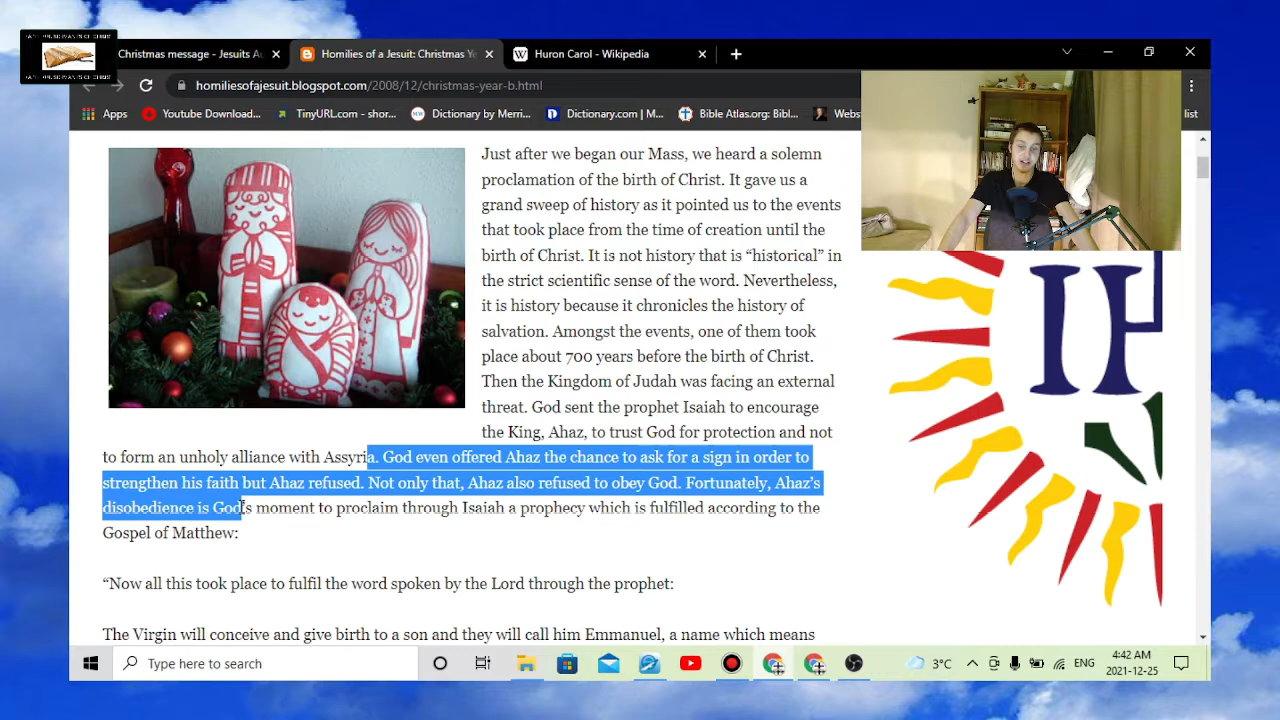 Christmas message - Jesuits Au
Homilies of a Jesuit: Christmas Ye
Huron Carol - Wikipedia
homiliesofajesuit.blogspot.com/2008/12/christmas-year-b.html
Apps
Youtube Download...
TinyURL.com - shor...
Dictionary by Merri...
Dictionary.com | M...
Bible Atlas.org: Bibl...
Webs
list
Just after we began our Mass, we heard a solemn
proclamation of the birth of Christ. It gave us a
grand sweep of history as it pointed us to the events
that took place from the time of creation until the
birth of Christ. It is not history that is “historical” in
the strict scientific sense of the word. Nevertheless,
it is history because it chronicles the history of
salvation. Amongst the events, one of them took
place about 700 years before the birth of Christ.
Then the Kingdom of Judah was facing an external
threat. God sent the prophet Isaiah to encourage
the King, Ahaz, to trust God for protection and not
to form an unholy alliance with Assyria. God even offered Ahaz the chance to ask for a sign in order to
strengthen his faith but Ahaz refused. Not only that, Ahaz also refused to obey God. Fortunately, Ahaz’s
disobedience is God’s moment to proclaim through Isaiah a prophecy which is fulfilled according to the
Gospel of Matthew:
“Now all this took place to fulfil the word spoken by the Lord through the prophet:
The Virgin will conceive and give birth to a son and they will call him Emmanuel, a name which means
Type here to search
3°C
ENG
4:42 AM
2021-12-25